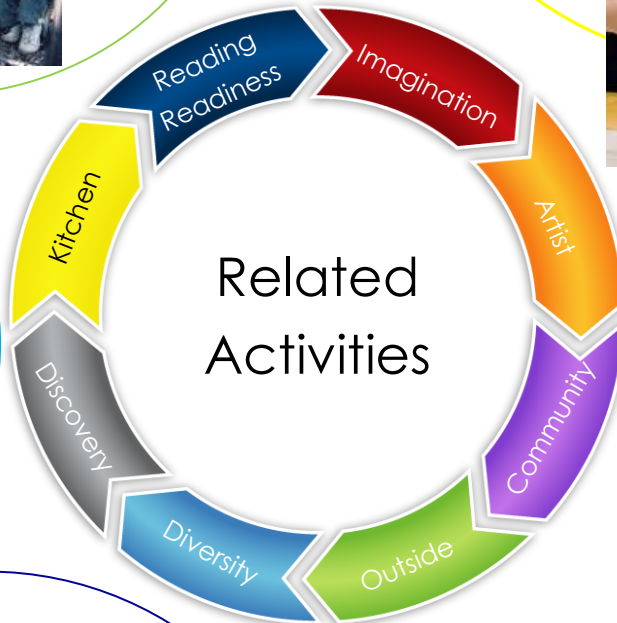 Reading
Readiness
Imagination
Artist
Community
Outside
Diversity
Discovery
Kitchen
Related
Activities